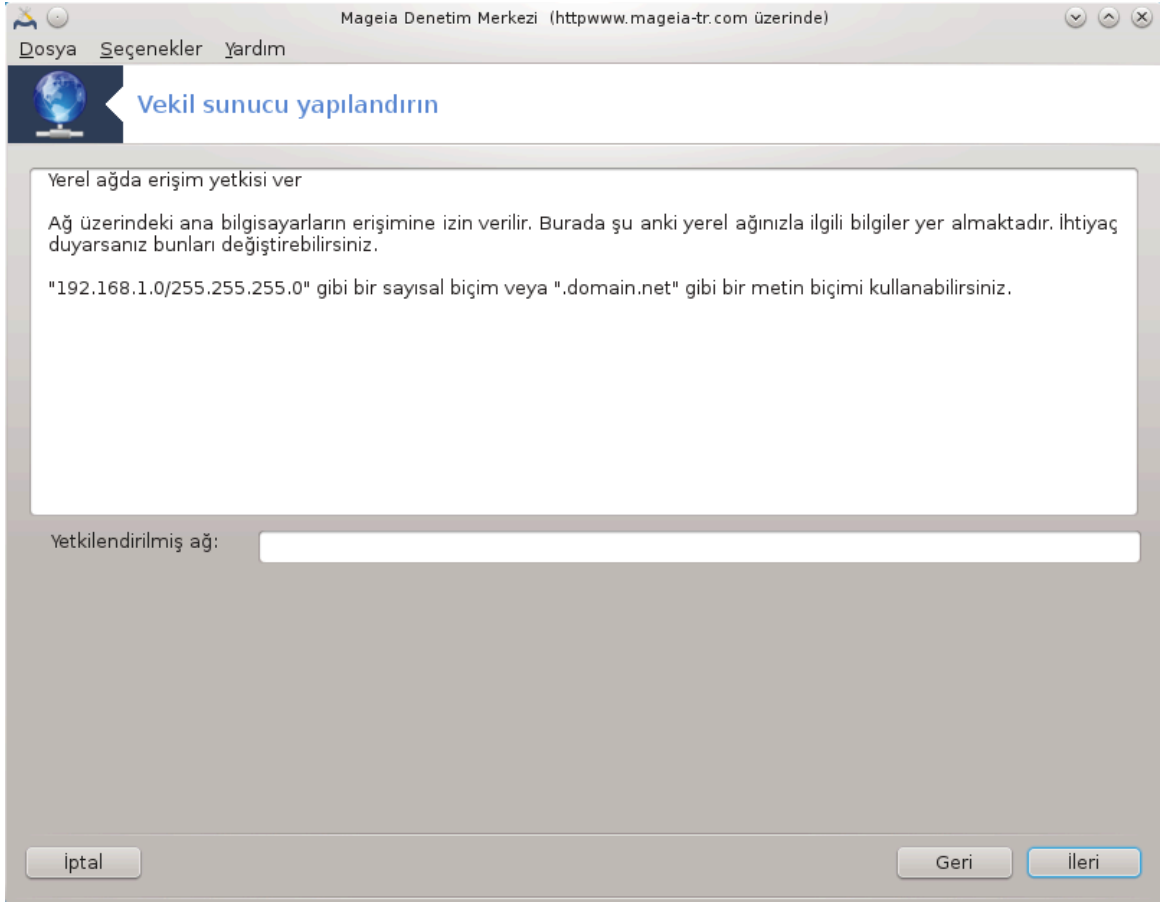 Mageia Denetim Merkezi (httpwww.mageia-tr.com üzerinde)
Dosya Seçenekler Yardım
Vekil sunucu yapılandırın
Yerel ağda erişim yetkisi ver
Ağ üzerindeki ana bilgisayarların erişimine izin verilir. Burada şu anki yerel ağınızla ilgili bilgiler yer almaktadır. İhtiyaç
duyarsanız bunları değiştirebilirsiniz.
"192.168.1.0/255.255.255.0" gibi bir sayısal biçim veya ".domain.net" gibi bir metin biçimi kullanabilirsiniz.
Yetkilendirilmiş ağ:
İptal Geri İleri